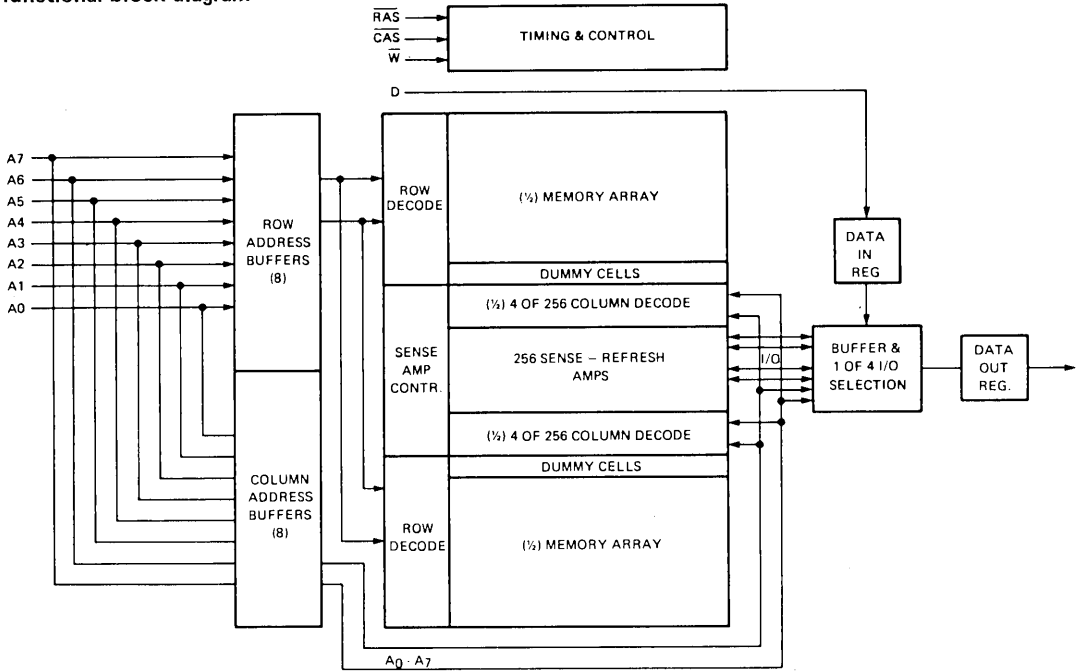 functional block diagram
R̅A̅S̅
C̅A̅S̅
W̅
TIMING & CONTROL
D
A7
A6
A5
A4
A3
A2
A1
A0
ROW
ADDRESS
BUFFERS
(8)
COLUMN
ADDRESS
BUFFERS
(8)
ROW
DECODE
(½) MEMORY ARRAY
DUMMY CELLS
(½) 4 OF 256 COLUMN DECODE
SENSE
AMP
CONTR.
256 SENSE – REFRESH
AMPS
(½) 4 OF 256 COLUMN DECODE
DUMMY CELLS
ROW
DECODE
(½) MEMORY ARRAY
DATA
IN
REG
I/O
BUFFER &
1 OF 4 I/O
SELECTION
DATA
OUT
REG.
A0 - A7